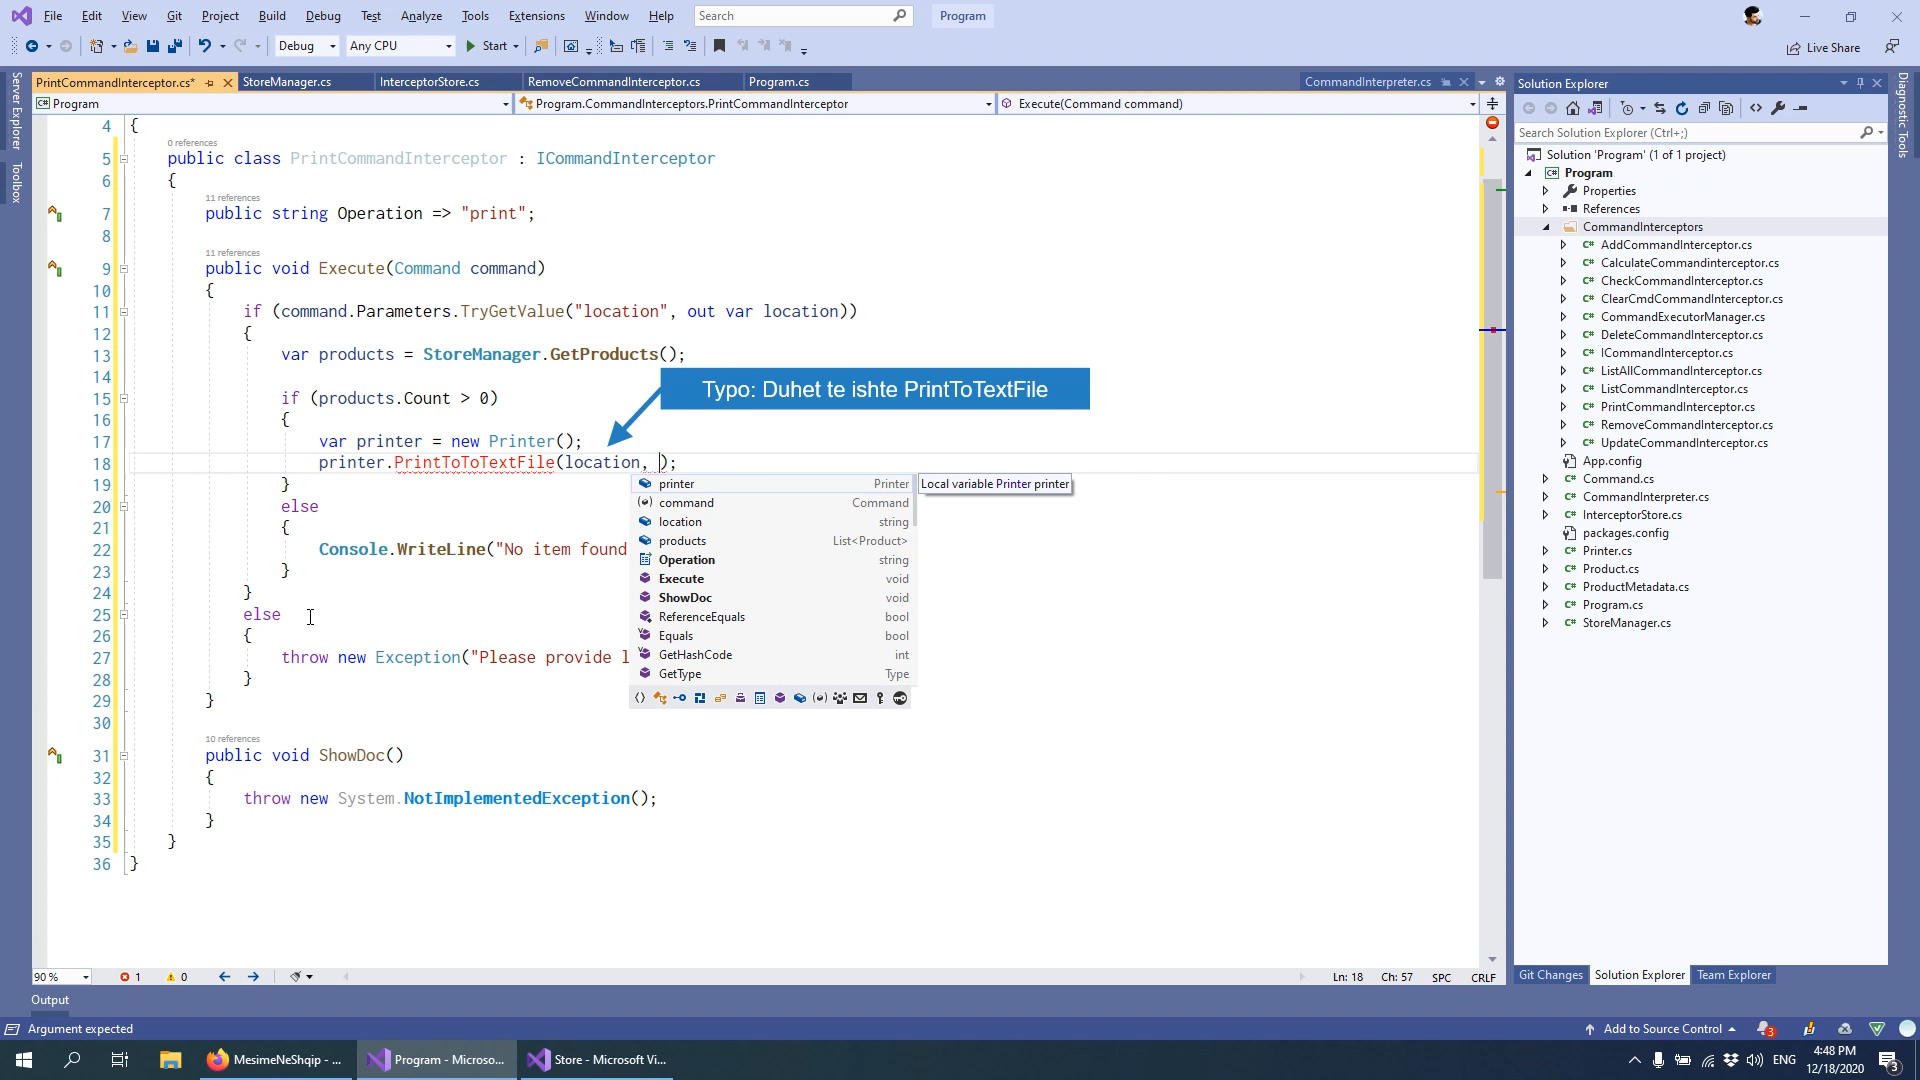 File Edit View Git Project Build Debug Test Analyze Tools Extensions Window Help Search Program
Debug Any CPU Start Live Share
PrintCommandInterceptor.cs* StoreManager.cs InterceptorStore.cs RemoveCommandInterceptor.cs Program.cs CommandInterpreter.cs
Program Program.CommandInterceptors.PrintCommandInterceptor Execute(Command command)
Server Explorer
Toolbox
4 {
0 references
5 public class PrintCommandInterceptor : ICommandInterceptor
6 {
11 references
7 public string Operation => "print";
8
11 references
9 public void Execute(Command command)
10 {
11 if (command.Parameters.TryGetValue("location", out var location))
12 {
13 var products = StoreManager.GetProducts();
14
Typo: Duhet te ishte PrintToTextFile
15 if (products.Count > 0)
16 {
17 var printer = new Printer();
18 printer.PrintToToTextFile(location, );
19 }
20 else
21 {
22 Console.WriteLine("No item found
23 }
24 }
25 else
26 {
27 throw new Exception("Please provide l
28 }
29 }
30
10 references
31 public void ShowDoc()
32 {
33 throw new System.NotImplementedException();
34 }
35 }
36 }
printer Printer
command Command
location string
products List<Product>
Operation string
Execute void
ShowDoc void
ReferenceEquals bool
Equals bool
GetHashCode int
GetType Type
Local variable Printer printer
90 % 1 0 Ln: 18 Ch: 57 SPC CRLF
Output
Argument expected
Solution Explorer
Search Solution Explorer (Ctrl+;)
Solution 'Program' (1 of 1 project)
Program
Properties
References
CommandInterceptors
AddCommandInterceptor.cs
CalculateCommandinterceptor.cs
CheckCommandInterceptor.cs
ClearCmdCommandInterceptor.cs
CommandExecutorManager.cs
DeleteCommandInterceptor.cs
ICommandInterceptor.cs
ListAllCommandInterceptor.cs
ListCommandInterceptor.cs
PrintCommandInterceptor.cs
RemoveCommandInterceptor.cs
UpdateCommandInterceptor.cs
App.config
Command.cs
CommandInterpreter.cs
InterceptorStore.cs
packages.config
Printer.cs
Product.cs
ProductMetadata.cs
Program.cs
StoreManager.cs
Git Changes Solution Explorer Team Explorer
Diagnostic Tools
Add to Source Control 3
MesimeNeShqip - ... Program - Microso... Store - Microsoft Vi...
ENG 4:48 PM
12/18/2020 3